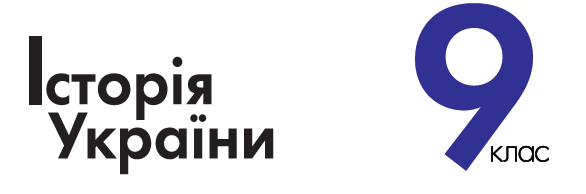 Історія
України
9
клас